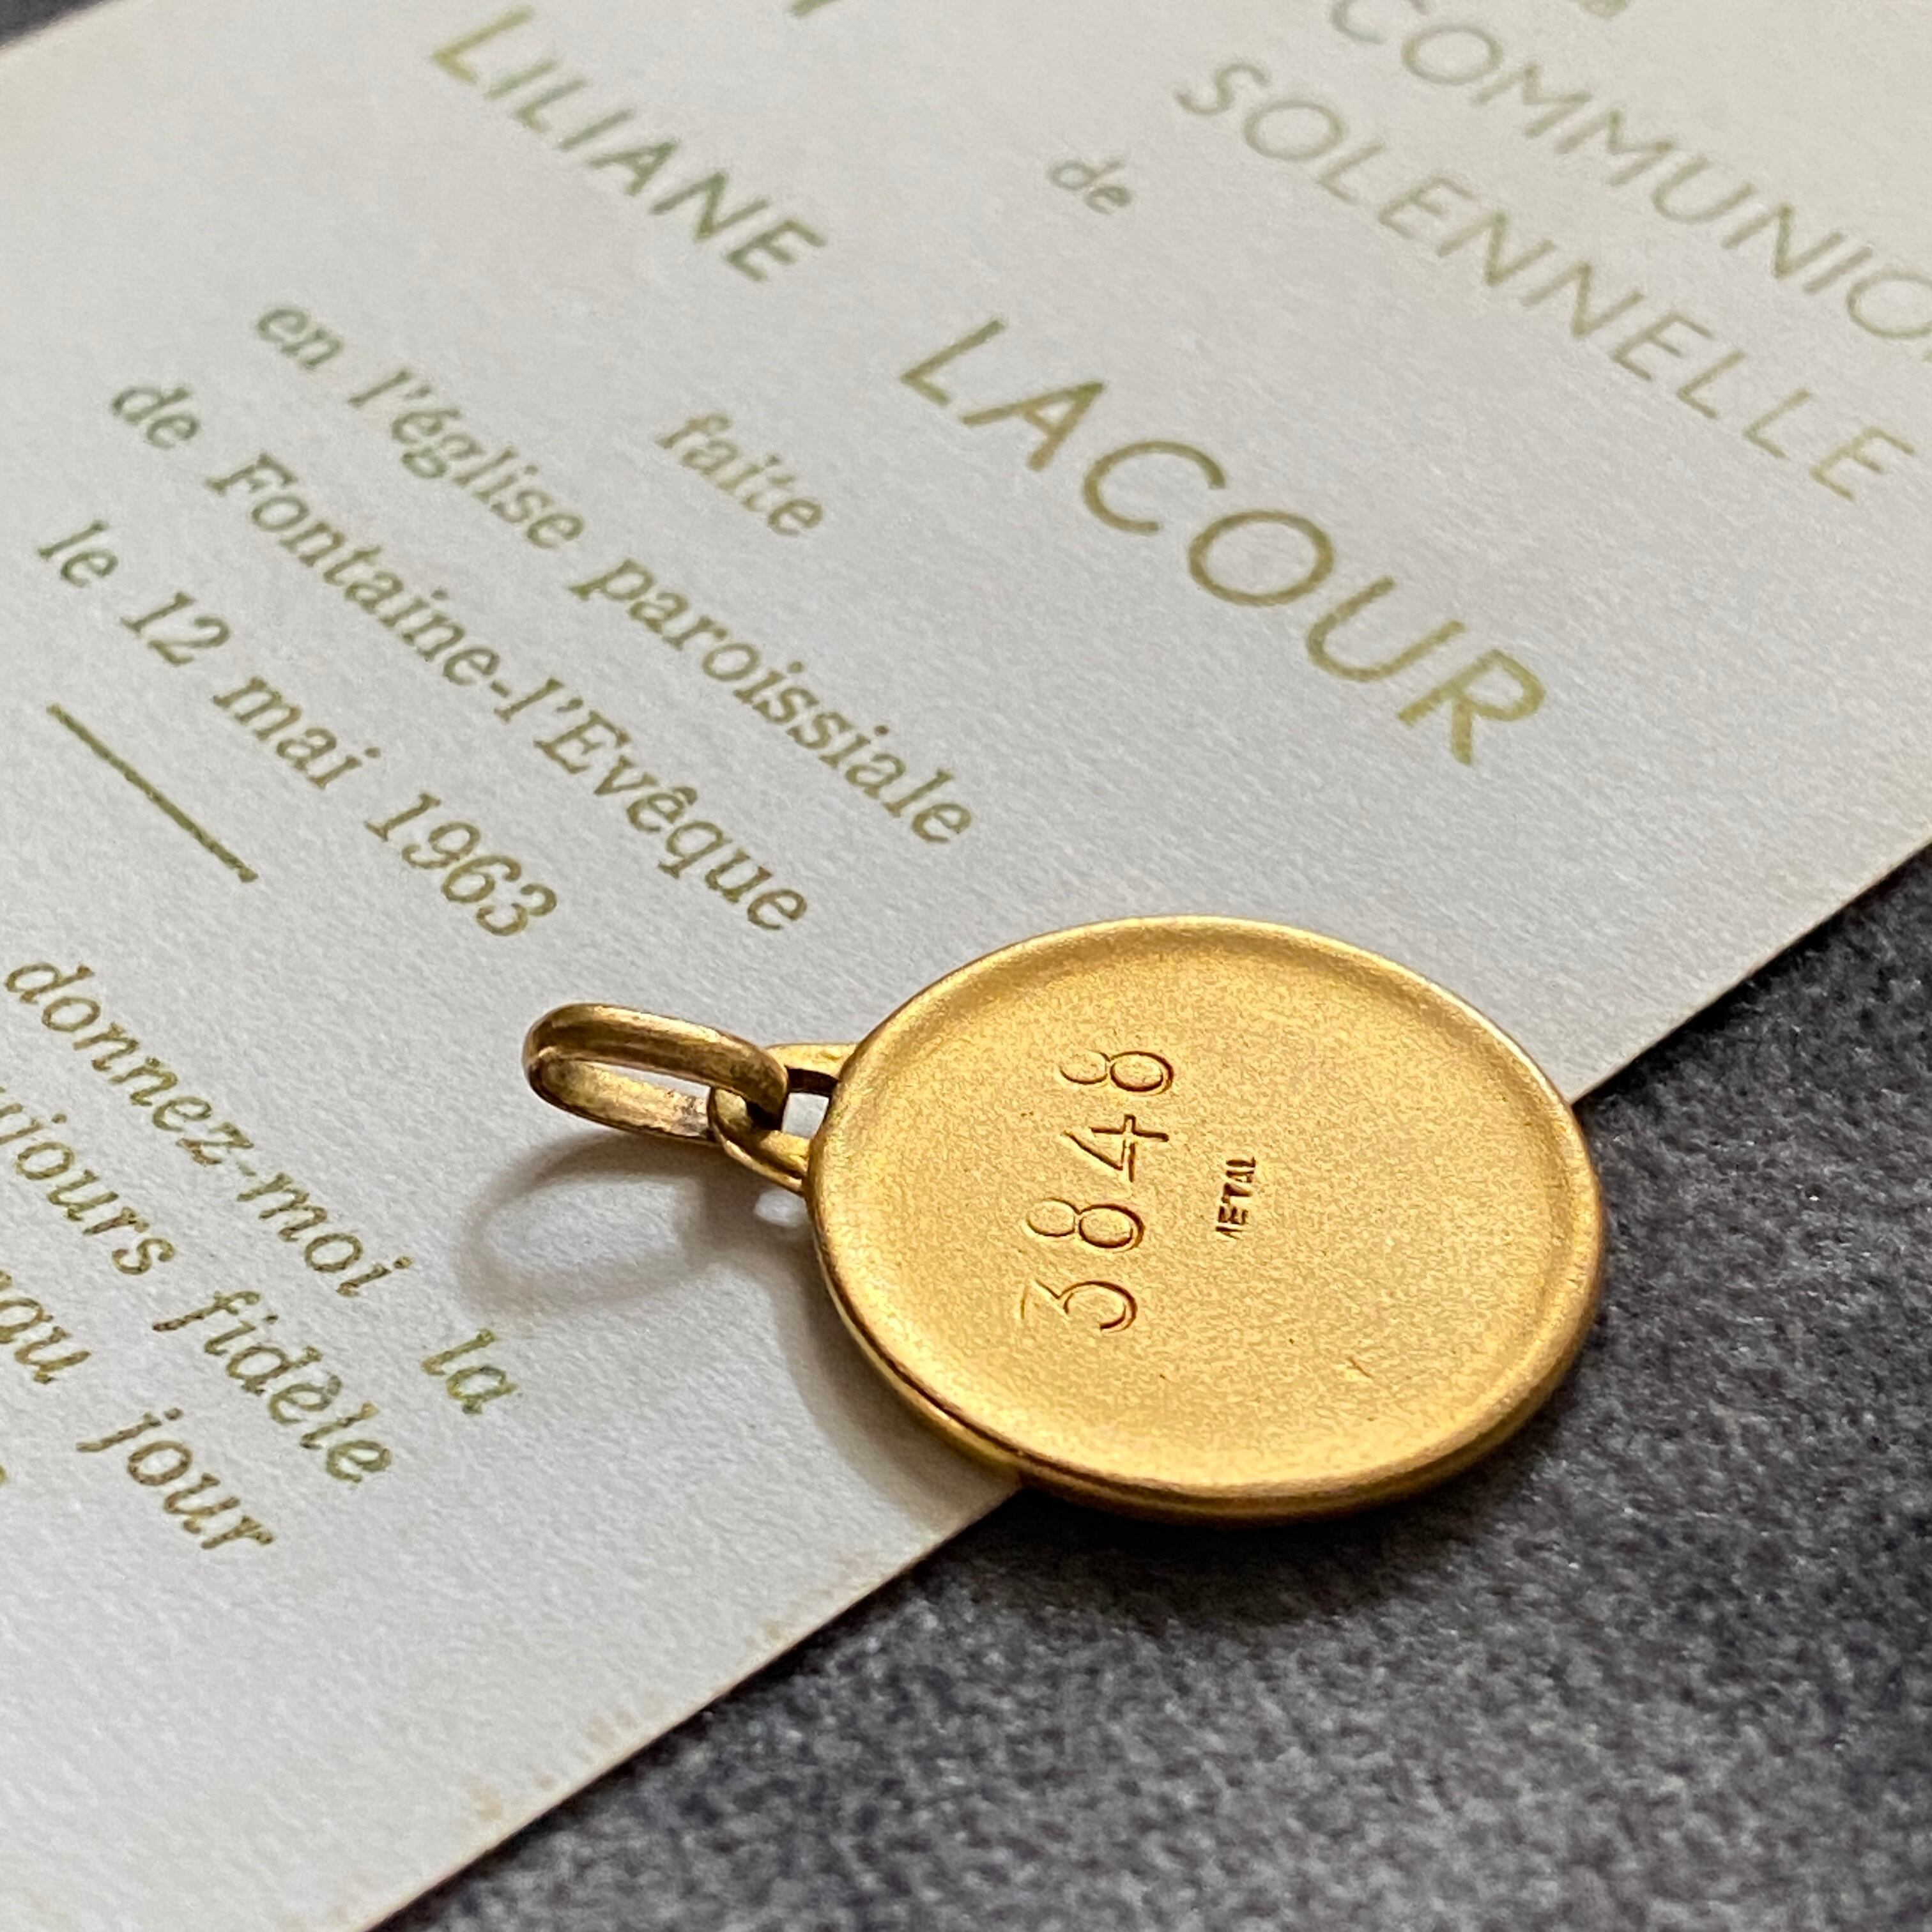 COMMUNION
SOLENNELLE
de
LILIANE LACOUR
faite
en l'église paroissiale
de Fontaine-l'Evêque
le 12 mai 1963
donnez-moi la
fidèle
jour
3848
METAL